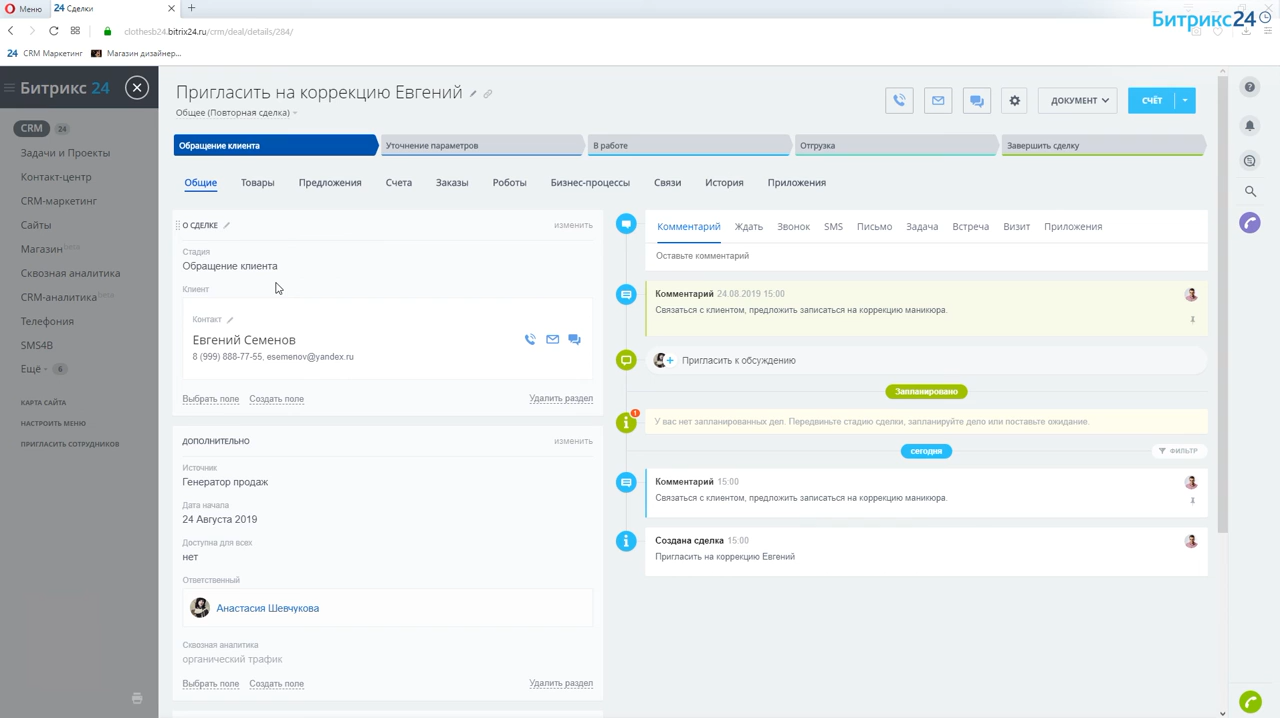 Меню
24 Сделки
clothesb24.bitrix24.ru/crm/deal/details/284/
Битрикс24
24 CRM Маркетинг
Магазин дизайнер...
Битрикс 24
CRM 24
Задачи и Проекты
Контакт-центр
CRM-маркетинг
Сайты
Магазин beta
Сквозная аналитика
CRM-аналитика beta
Телефония
SMS4B
Ещё 6
КАРТА САЙТА
НАСТРОИТЬ МЕНЮ
ПРИГЛАСИТЬ СОТРУДНИКОВ
Пригласить на коррекцию Евгений
Общее (Повторная сделка)
ДОКУМЕНТ
СЧЁТ
Обращение клиента
Уточнение параметров
В работе
Отгрузка
Завершить сделку
Общие
Товары
Предложения
Счета
Заказы
Роботы
Бизнес-процессы
Связи
История
Приложения
О СДЕЛКЕ
изменить
Стадия
Обращение клиента
Клиент
Контакт
Евгений Семенов
8 (999) 888-77-55, esemenov@yandex.ru
Выбрать поле
Создать поле
Удалить раздел
ДОПОЛНИТЕЛЬНО
изменить
Источник
Генератор продаж
Дата начала
24 Августа 2019
Доступна для всех
нет
Ответственный
Анастасия Шевчукова
Сквозная аналитика
органический трафик
Выбрать поле
Создать поле
Удалить раздел
Комментарий
Ждать
Звонок
SMS
Письмо
Задача
Встреча
Визит
Приложения
Оставьте комментарий
Комментарий 24.08.2019 15:00
Связаться с клиентом, предложить записаться на коррекцию маникюра.
Пригласить к обсуждению
Запланировано
У вас нет запланированных дел. Передвиньте стадию сделки, запланируйте дело или поставьте ожидание.
сегодня
ФИЛЬТР
Комментарий 15:00
Связаться с клиентом, предложить записаться на коррекцию маникюра.
Создана сделка 15:00
Пригласить на коррекцию Евгений